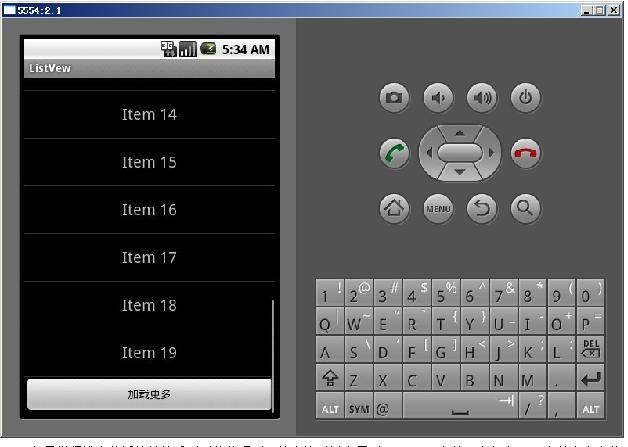 5554:2.1
3G 5:34 AM
ListVew
Item 14
Item 15
Item 16
Item 17
Item 18
Item 19
加载更多
MENU
1 ! 2 @ 3 # 4 $ 5 % 6 ^ 7 & 8 * 9 ( 0 )
Q | W ~ E " R ` T { Y } U _ I - O + P =
A S \ D ' F [ G ] H < J > K ; L : DEL
Z X C V B N M .
ALT SYM @ / ? , ALT